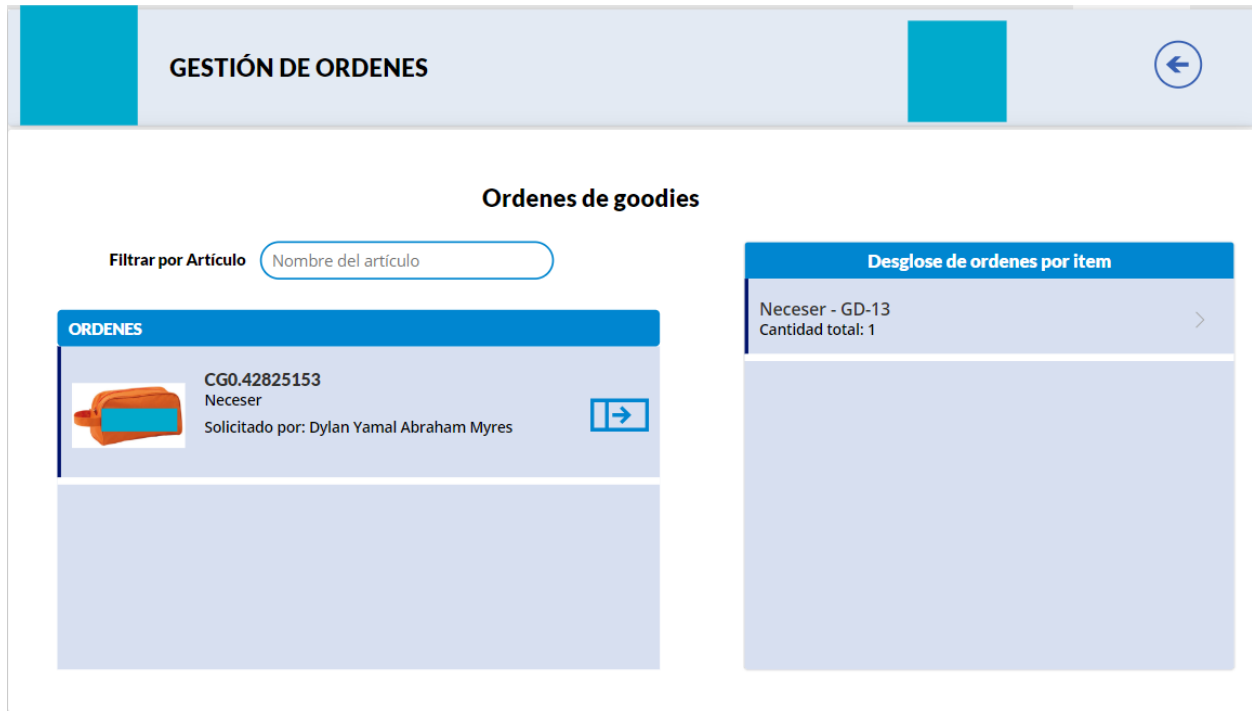 GESTIÓN DE ORDENES
Ordenes de goodies
Filtrar por Artículo
Nombre del artículo
ORDENES
CG0.42825153
Neceser
Solicitado por: Dylan Yamal Abraham Myres
Desglose de ordenes por item
Neceser - GD-13
Cantidad total: 1